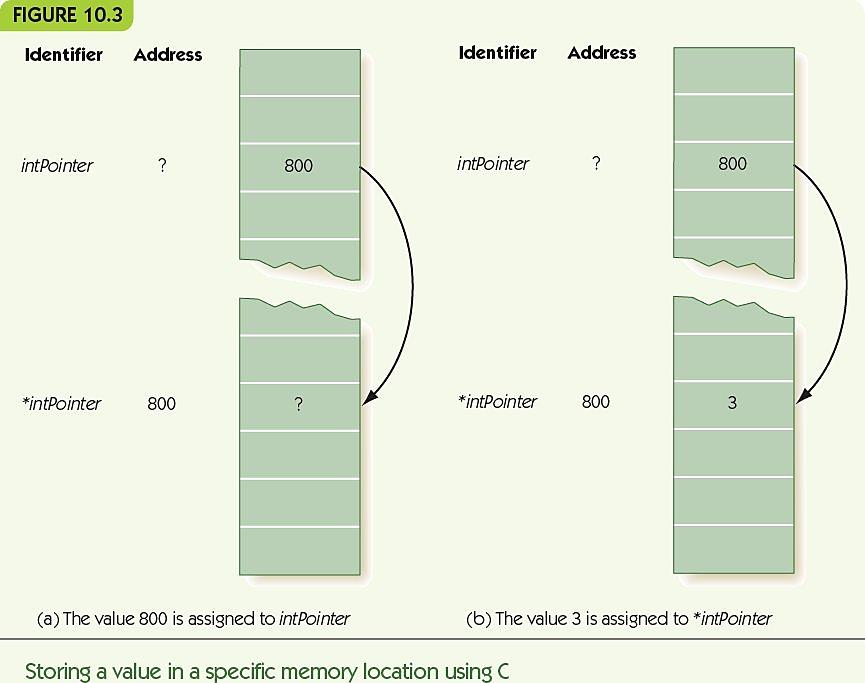 FIGURE 10.3
Identifier Address
intPointer ? 800
*intPointer 800 ?
(a) The value 800 is assigned to intPointer
Identifier Address
intPointer ? 800
*intPointer 800 3
(b) The value 3 is assigned to *intPointer
Storing a value in a specific memory location using C